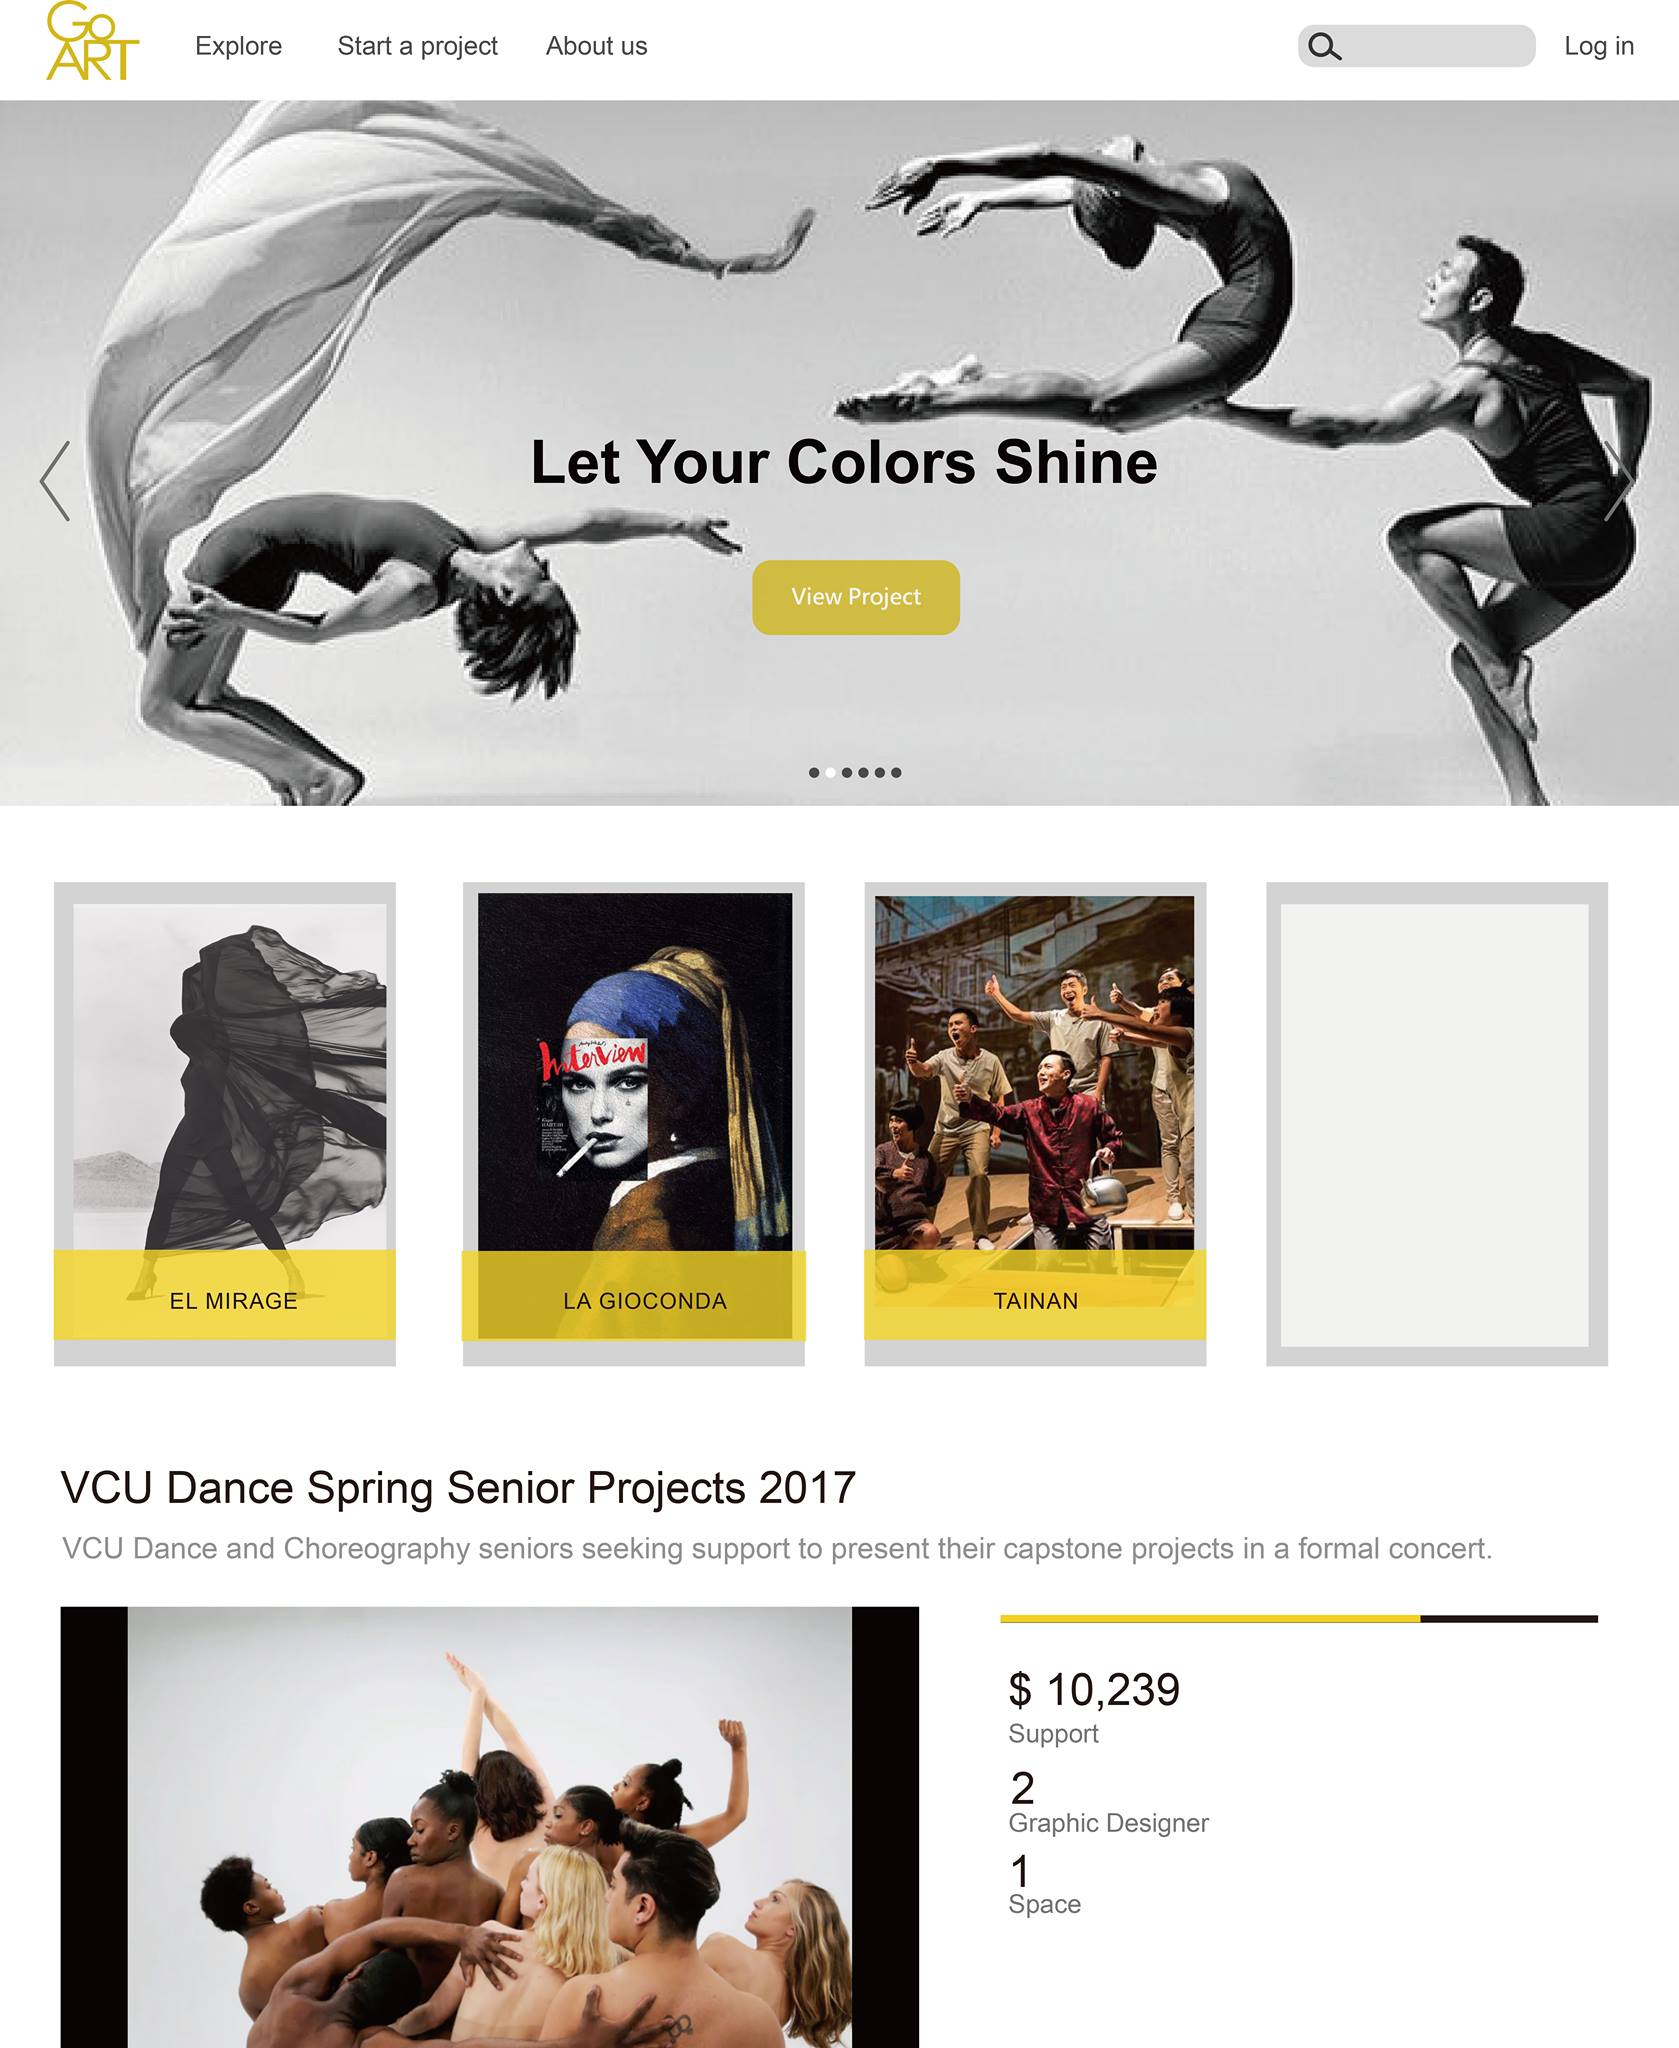 Go
ART
Explore
Start a project
About us
Log in
Let Your Colors Shine
View Project
Interview
EL MIRAGE
LA GIOCONDA
TAINAN
VCU Dance Spring Senior Projects 2017
VCU Dance and Choreography seniors seeking support to present their capstone projects in a formal concert.
$ 10,239
Support
2
Graphic Designer
1
Space